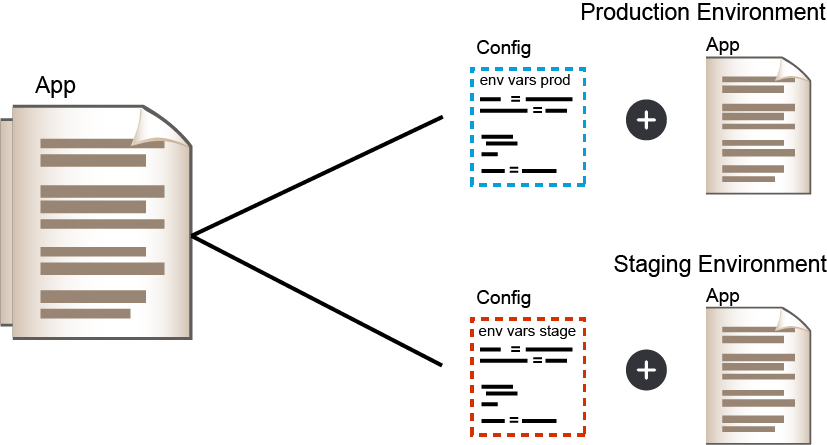 Production Environment
Config
App
env vars prod
=
=
=
App
Staging Environment
Config
App
env vars stage
=
=
=